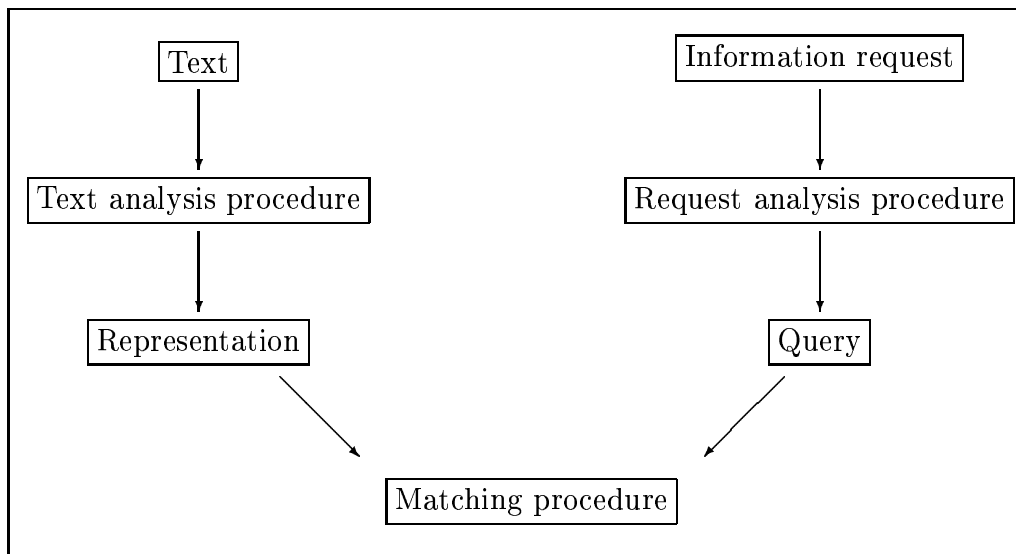 Text
Information request
Text analysis procedure
Request analysis procedure
Representation
Query
Matching procedure